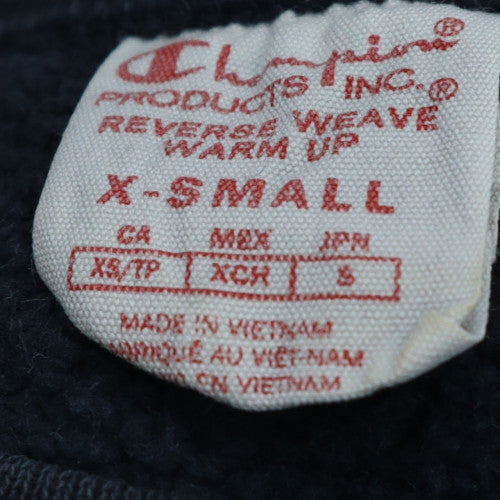 Champion®
PRODUCTS INC.®
REVERSE WEAVE
WARM UP
X-SMALL
CA MEX JPN
XS/TP XCH S
MADE IN VIETNAM
FABRIQUÉ AU VIÊT-NAM
EN VIETNAM